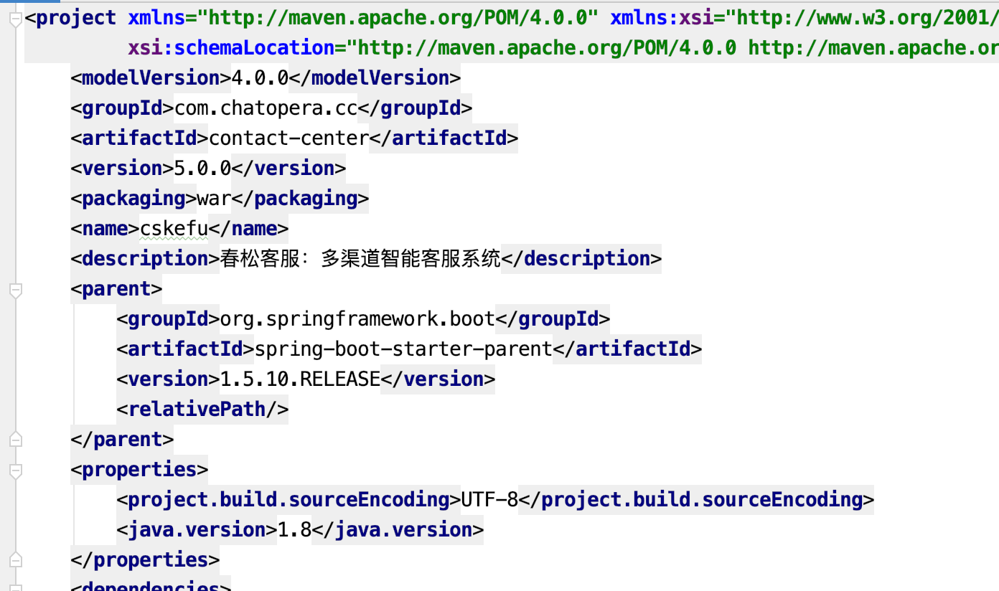 <project xmlns="http://maven.apache.org/POM/4.0.0" xmlns:xsi="http://www.w3.org/2001/
xsi:schemaLocation="http://maven.apache.org/POM/4.0.0 http://maven.apache.or
<modelVersion>4.0.0</modelVersion>
<groupId>com.chatopera.cc</groupId>
<artifactId>contact-center</artifactId>
<version>5.0.0</version>
<packaging>war</packaging>
<name>cskefu</name>
<description>春松客服：多渠道智能客服系统</description>
<parent>
<groupId>org.springframework.boot</groupId>
<artifactId>spring-boot-starter-parent</artifactId>
<version>1.5.10.RELEASE</version>
<relativePath/>
</parent>
<properties>
<project.build.sourceEncoding>UTF-8</project.build.sourceEncoding>
<java.version>1.8</java.version>
</properties>
<dependencies>